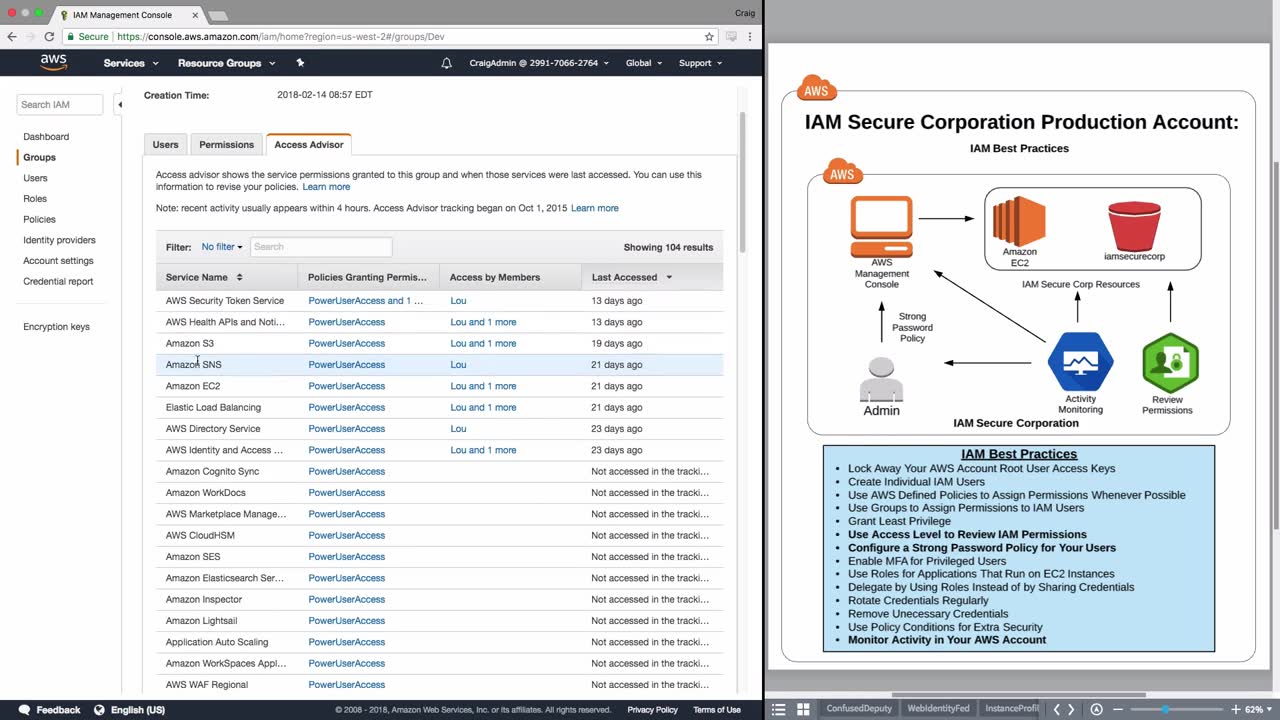 IAM Management Console
Craig
Secure
https://console.aws.amazon.com/iam/home?region=us-west-2#/groups/Dev
aws
Services
Resource Groups
CraigAdmin @ 2991-7066-2764
Global
Support
Search IAM
Dashboard
Groups
Users
Roles
Policies
Identity providers
Account settings
Credential report
Encryption keys
Creation Time: 2018-02-14 08:57 EDT
Users Permissions Access Advisor
Access advisor shows the service permissions granted to this group and when those services were last accessed. You can use this
information to revise your policies. Learn more
Note: recent activity usually appears within 4 hours. Access Advisor tracking began on Oct 1, 2015 Learn more
Filter: No filter Search Showing 104 results
Service Name Policies Granting Permis... Access by Members Last Accessed
AWS Security Token Service PowerUserAccess and 1 ... Lou 13 days ago
AWS Health APIs and Noti... PowerUserAccess Lou and 1 more 13 days ago
Amazon S3 PowerUserAccess Lou and 1 more 19 days ago
Amazon SNS PowerUserAccess Lou 21 days ago
Amazon EC2 PowerUserAccess Lou and 1 more 21 days ago
Elastic Load Balancing PowerUserAccess Lou and 1 more 21 days ago
AWS Directory Service PowerUserAccess Lou 23 days ago
AWS Identity and Access ... PowerUserAccess Lou and 1 more 23 days ago
Amazon Cognito Sync PowerUserAccess Not accessed in the tracki...
Amazon WorkDocs PowerUserAccess Not accessed in the tracki...
AWS Marketplace Manage... PowerUserAccess Not accessed in the tracki...
AWS CloudHSM PowerUserAccess Not accessed in the tracki...
Amazon SES PowerUserAccess Not accessed in the tracki...
Amazon Elasticsearch Ser... PowerUserAccess Not accessed in the tracki...
Amazon Inspector PowerUserAccess Not accessed in the tracki...
Amazon Lightsail PowerUserAccess Not accessed in the tracki...
Application Auto Scaling PowerUserAccess Not accessed in the tracki...
Amazon WorkSpaces Appl... PowerUserAccess Not accessed in the tracki...
AWS WAF Regional PowerUserAccess Not accessed in the tracki...
Feedback English (US) © 2008 - 2018, Amazon Web Services, Inc. or its affiliates. All rights reserved. Privacy Policy Terms of Use
AWS
IAM Secure Corporation Production Account:
IAM Best Practices
AWS
AWS
Management
Console
Amazon
EC2
iamsecurecorp
IAM Secure Corp Resources
Strong
Password
Policy
Admin
Activity
Monitoring
Review
Permissions
IAM Secure Corporation
IAM Best Practices
• Lock Away Your AWS Account Root User Access Keys
• Create Individual IAM Users
• Use AWS Defined Policies to Assign Permissions Whenever Possible
• Use Groups to Assign Permissions to IAM Users
• Grant Least Privilege
• Use Access Level to Review IAM Permissions
• Configure a Strong Password Policy for Your Users
• Enable MFA for Privileged Users
• Use Roles for Applications That Run on EC2 Instances
• Delegate by Using Roles Instead of by Sharing Credentials
• Rotate Credentials Regularly
• Remove Unecessary Credentials
• Use Policy Conditions for Extra Security
• Monitor Activity in Your AWS Account
ConfusedDeputy WebIdentityFed InstanceProfil 62%